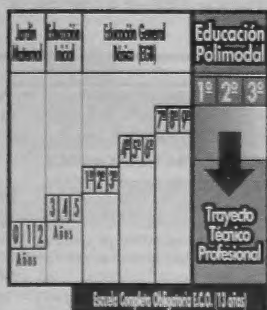 Jardín
Maternal
Educación
Inicial
Educación General
Básica (EGB)
Educación
Polimodal
1º 2º 3º
7º 8º 9º
4º 5º 6º
1º 2º 3º
3 4 5
Años
0 1 2
Años
Trayecto
Técnico
Profesional
Escuela Completa Obligatoria E.C.O. (13 años)